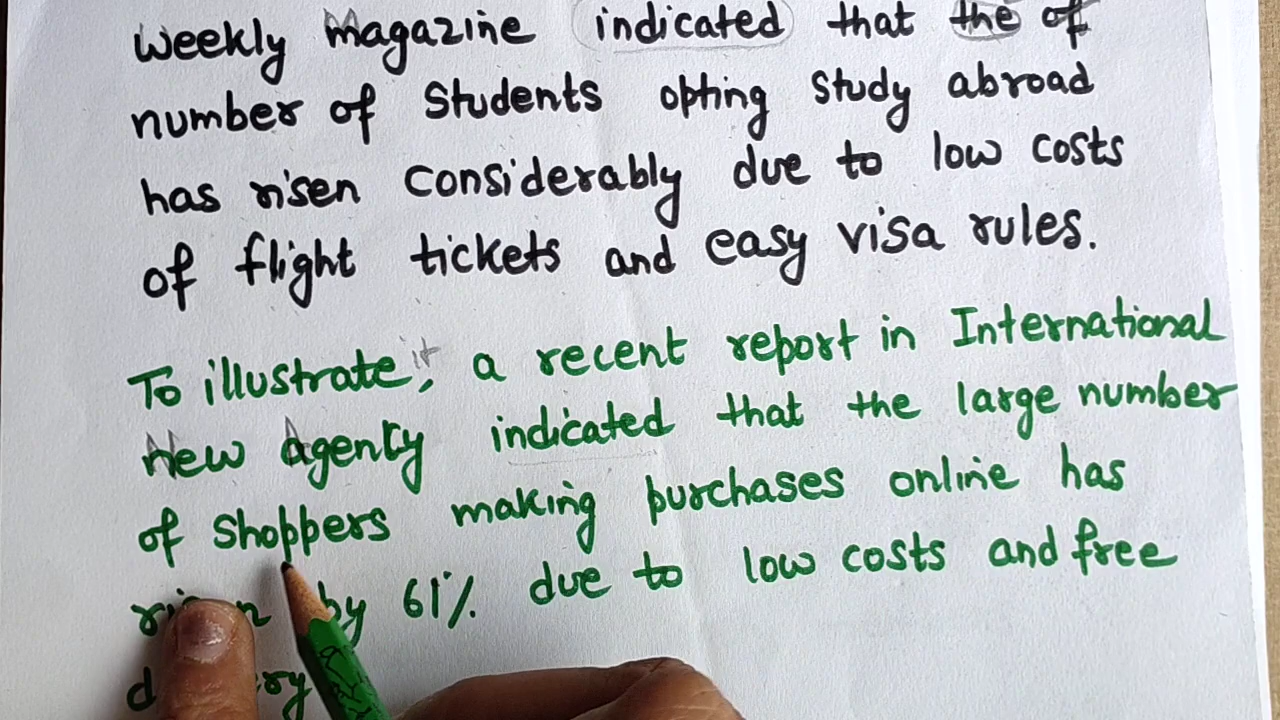 Weekly Magazine indicated that the of
number of Students opting study abroad
has risen considerably due to low costs
of flight tickets and easy visa rules.
To illustrate it, a recent report in International
New Agency indicated that the large number
of shoppers making purchases online has
by 61% due to low costs and free